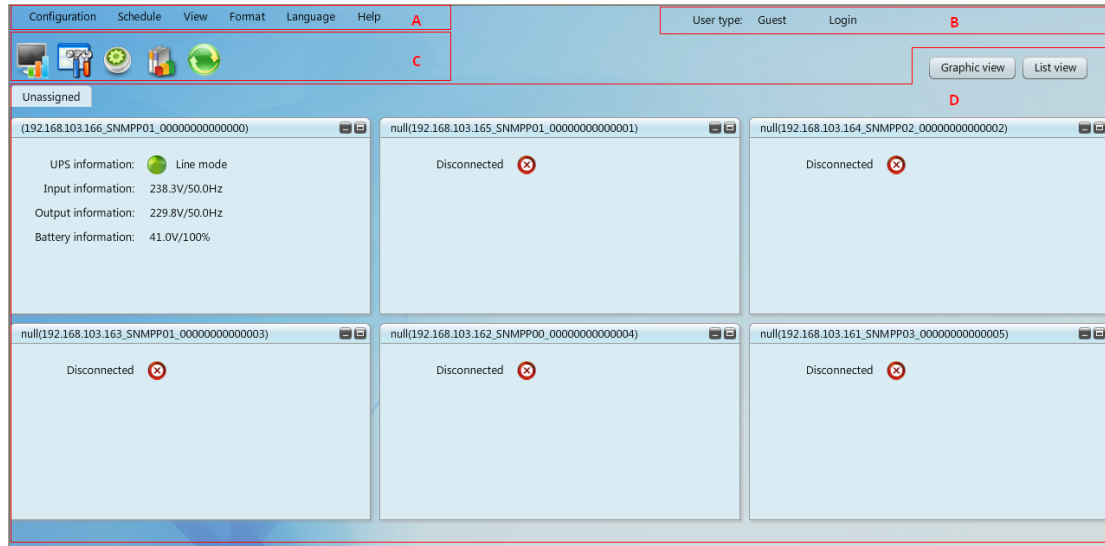 Configuration Schedule View Format Language Help A User type: Guest Login B
C
Graphic view List view
Unassigned D
(192.168.103.166_SNMPP01_00000000000000) null(192.168.103.165_SNMPP01_00000000000001) null(192.168.103.164_SNMPP02_00000000000002)
UPS information: Line mode Disconnected Disconnected
Input information: 238.3V/50.0Hz
Output information: 229.8V/50.0Hz
Battery information: 41.0V/100%
null(192.168.103.163_SNMPP01_00000000000003) null(192.168.103.162_SNMPP00_00000000000004) null(192.168.103.161_SNMPP03_00000000000005)
Disconnected Disconnected Disconnected